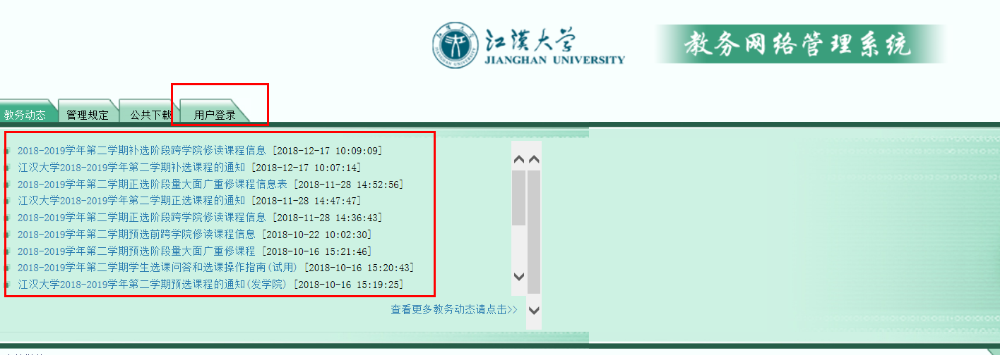 江汉大学
JIANGHAN UNIVERSITY
教务网络管理系统
教务动态 管理规定 公共下载 用户登录
2018-2019学年第二学期补选阶段跨学院修读课程信息 [2018-12-17 10:09:09]
江汉大学2018-2019学年第二学期补选课程的通知 [2018-12-17 10:07:14]
2018-2019学年第二学期正选阶段量大面广重修课程信息表 [2018-11-28 14:52:56]
江汉大学2018-2019学年第二学期正选课程的通知 [2018-11-28 14:47:47]
2018-2019学年第二学期正选阶段跨学院修读课程信息 [2018-11-28 14:36:43]
2018-2019学年第二学期预选前跨学院修读课程信息 [2018-10-22 10:02:30]
2018-2019学年第二学期预选阶段量大面广重修课程 [2018-10-16 15:21:46]
2018-2019学年第二学期学生选课问答和选课操作指南(试用) [2018-10-16 15:20:43]
江汉大学2018-2019学年第二学期预选课程的通知(发学院) [2018-10-16 15:19:25]
查看更多教务动态请点击>>